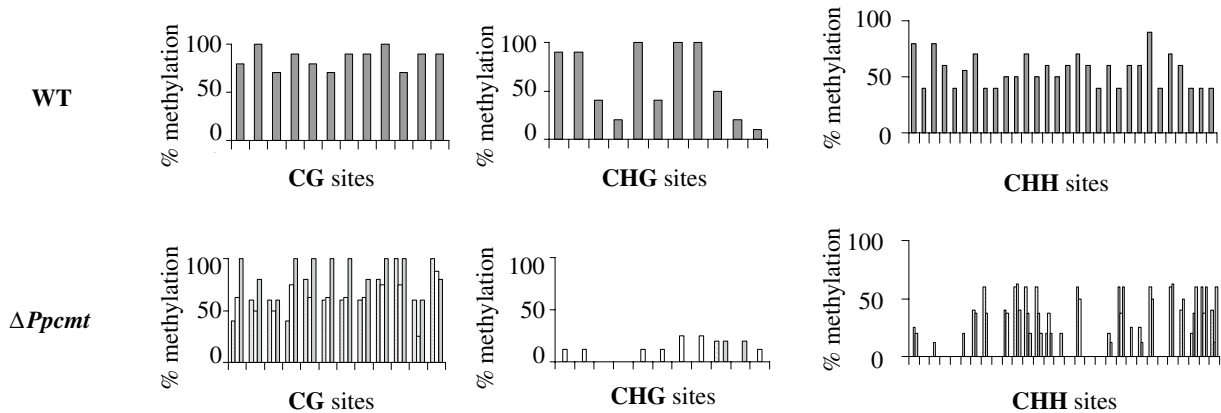 WT
% methylation
100
50
0
CG sites
% methylation
100
50
0
CHG sites
% methylation
100
50
0
CHH sites
ΔPpcmt
% methylation
100
50
0
CG sites
% methylation
100
50
0
CHG sites
% methylation
100
50
0
CHH sites